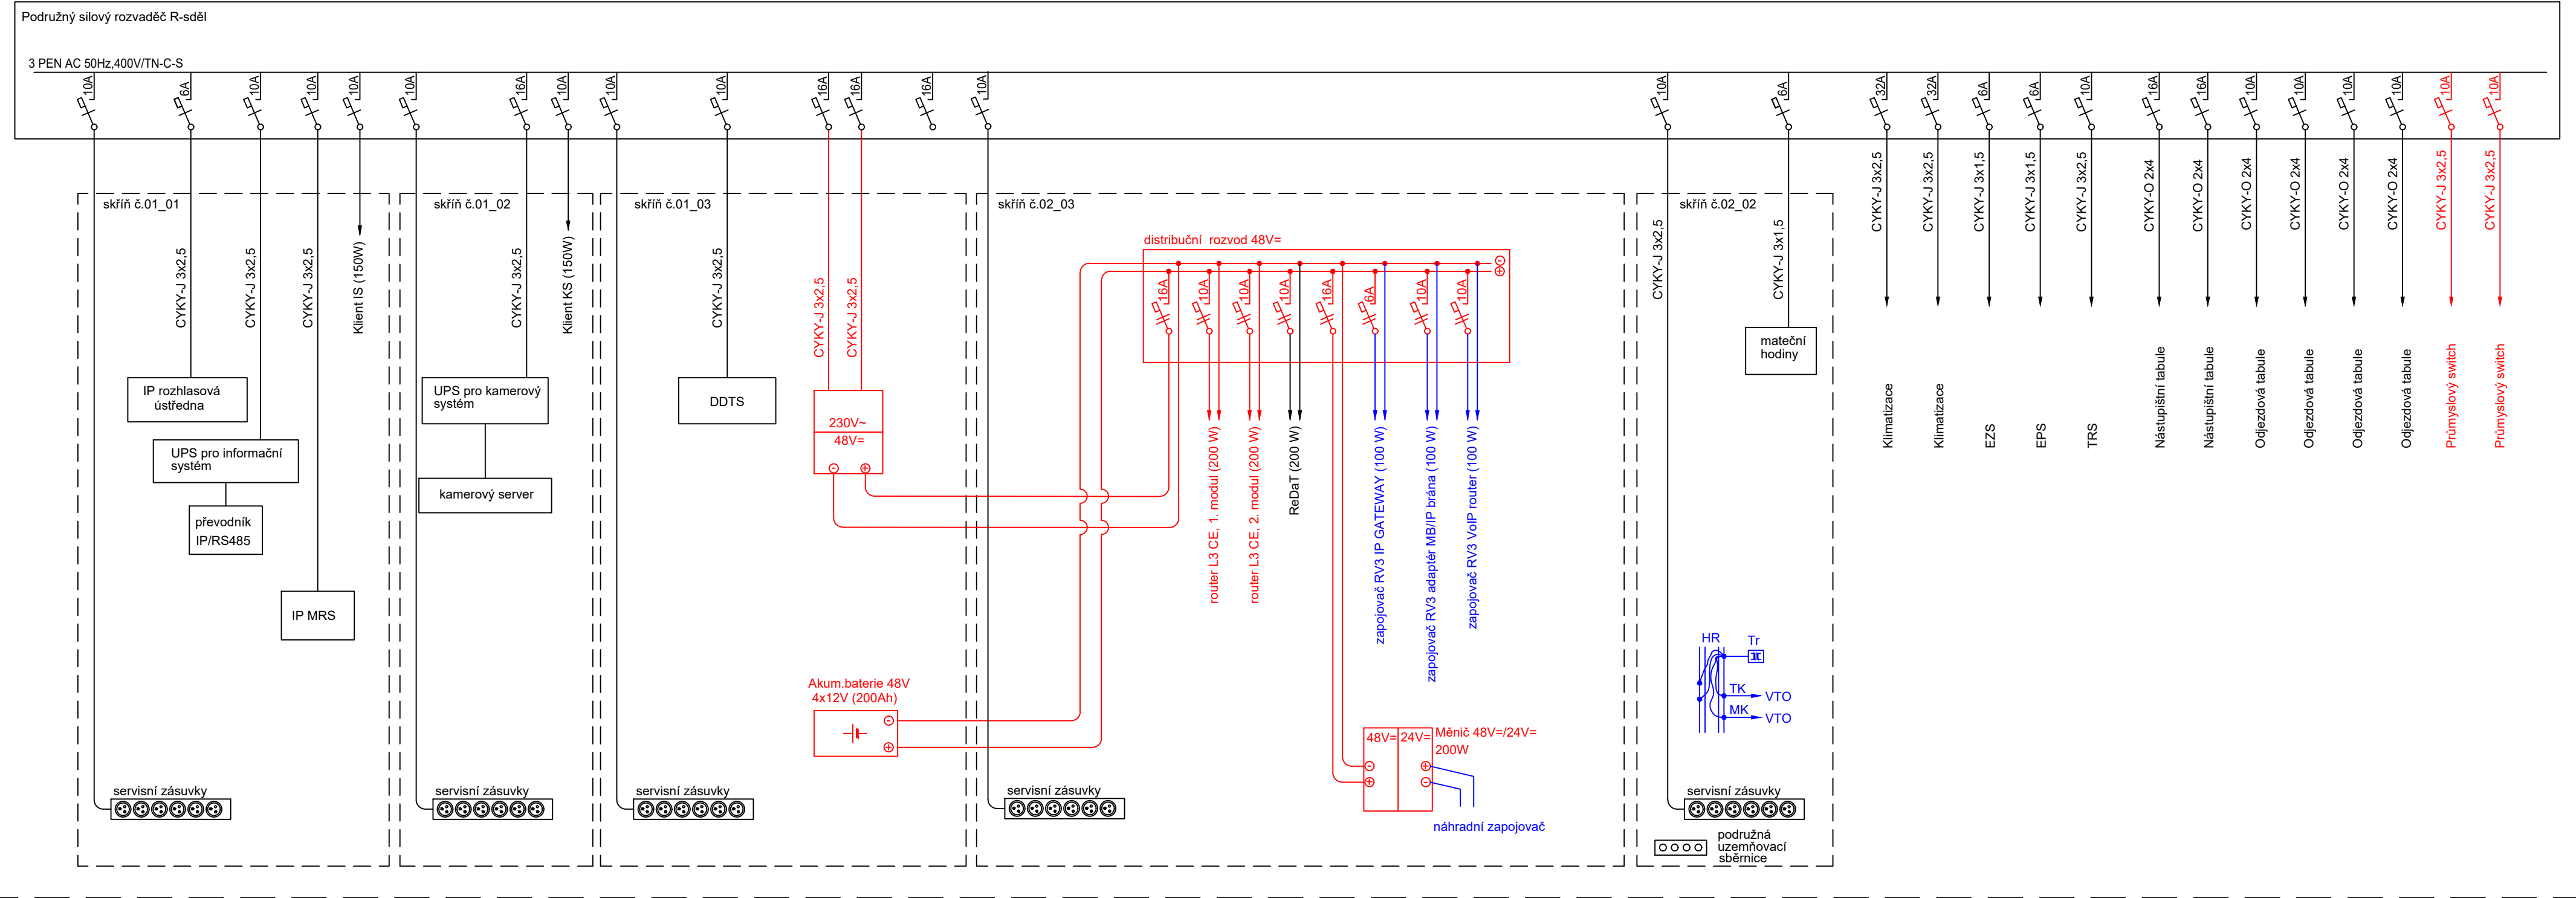 Podružný silový rozvaděč R-sděl
3 PEN AC 50Hz,400V/TN-C-S
10A
6A
10A
10A
10A
10A
16A
10A
10A
10A
16A
16A
16A
10A
10A
6A
32A
32A
6A
6A
10A
16A
16A
10A
10A
10A
10A
10A
10A
CYKY-J 3x2,5
CYKY-J 3x2,5
CYKY-J 3x1,5
CYKY-J 3x1,5
CYKY-J 3x2,5
CYKY-O 2x4
CYKY-O 2x4
CYKY-O 2x4
CYKY-O 2x4
CYKY-O 2x4
CYKY-O 2x4
CYKY-J 3x2,5
CYKY-J 3x2,5
Klimatizace
Klimatizace
EZS
EPS
TRS
Nástupištní tabule
Nástupištní tabule
Odjezdová tabule
Odjezdová tabule
Odjezdová tabule
Odjezdová tabule
Průmyslový switch
Průmyslový switch
skříň č.01_01
CYKY-J 3x2,5
CYKY-J 3x2,5
CYKY-J 3x2,5
Klient IS (150W)
IP rozhlasová
ústředna
UPS pro informační
systém
převodník
IP/RS485
IP MRS
servisní zásuvky
skříň č.01_02
CYKY-J 3x2,5
Klient KS (150W)
UPS pro kamerový
systém
kamerový server
servisní zásuvky
skříň č.01_03
CYKY-J 3x2,5
CYKY-J 3x2,5
CYKY-J 3x2,5
DDTS
230V~
48V=
Akum.baterie 48V
4x12V (200Ah)
servisní zásuvky
skříň č.02_03
distribuční rozvod 48V=
16A
10A
10A
10A
16A
6A
10A
10A
router L3 CE, 1. modul (200 W)
router L3 CE, 2. modul (200 W)
ReDaT (200 W)
zapojovač RV3 IP GATEWAY (100 W)
zapojovač RV3 adaptér MB/IP brána (100 W)
zapojovač RV3 VoIP router (100 W)
48V=
24V=
Měnič 48V=/24V=
200W
náhradní zapojovač
servisní zásuvky
skříň č.02_02
CYKY-J 3x2,5
CYKY-J 3x1,5
mateční
hodiny
HR
Tr
TK
VTO
MK
VTO
servisní zásuvky
podružná
uzemňovací
sběrnice